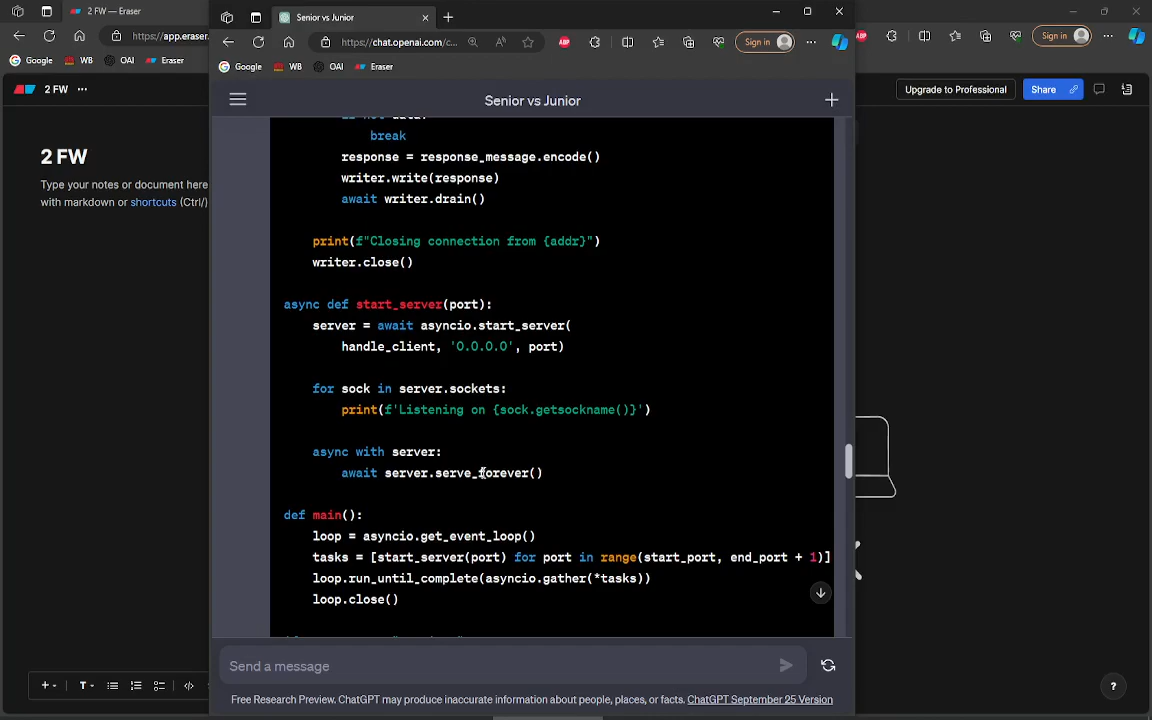 2 FW — Eraser
Senior vs Junior
https://app.eraser.
https://chat.openai.com/c...
Sign in
Sign in
Google
WB
OAI
Eraser
Google
WB
OAI
Eraser
2 FW
Senior vs Junior
Upgrade to Professional
Share
2 FW
Type your notes or document here
with markdown or shortcuts (Ctrl/)
break
response = response_message.encode()
writer.write(response)
await writer.drain()
print(f"Closing connection from {addr}")
writer.close()
async def start_server(port):
server = await asyncio.start_server(
handle_client, '0.0.0.0', port)
for sock in server.sockets:
print(f'Listening on {sock.getsockname()}')
async with server:
await server.serve_forever()
def main():
loop = asyncio.get_event_loop()
tasks = [start_server(port) for port in range(start_port, end_port + 1)]
loop.run_until_complete(asyncio.gather(*tasks))
loop.close()
Send a message
T
Free Research Preview. ChatGPT may produce inaccurate information about people, places, or facts. ChatGPT September 25 Version
?